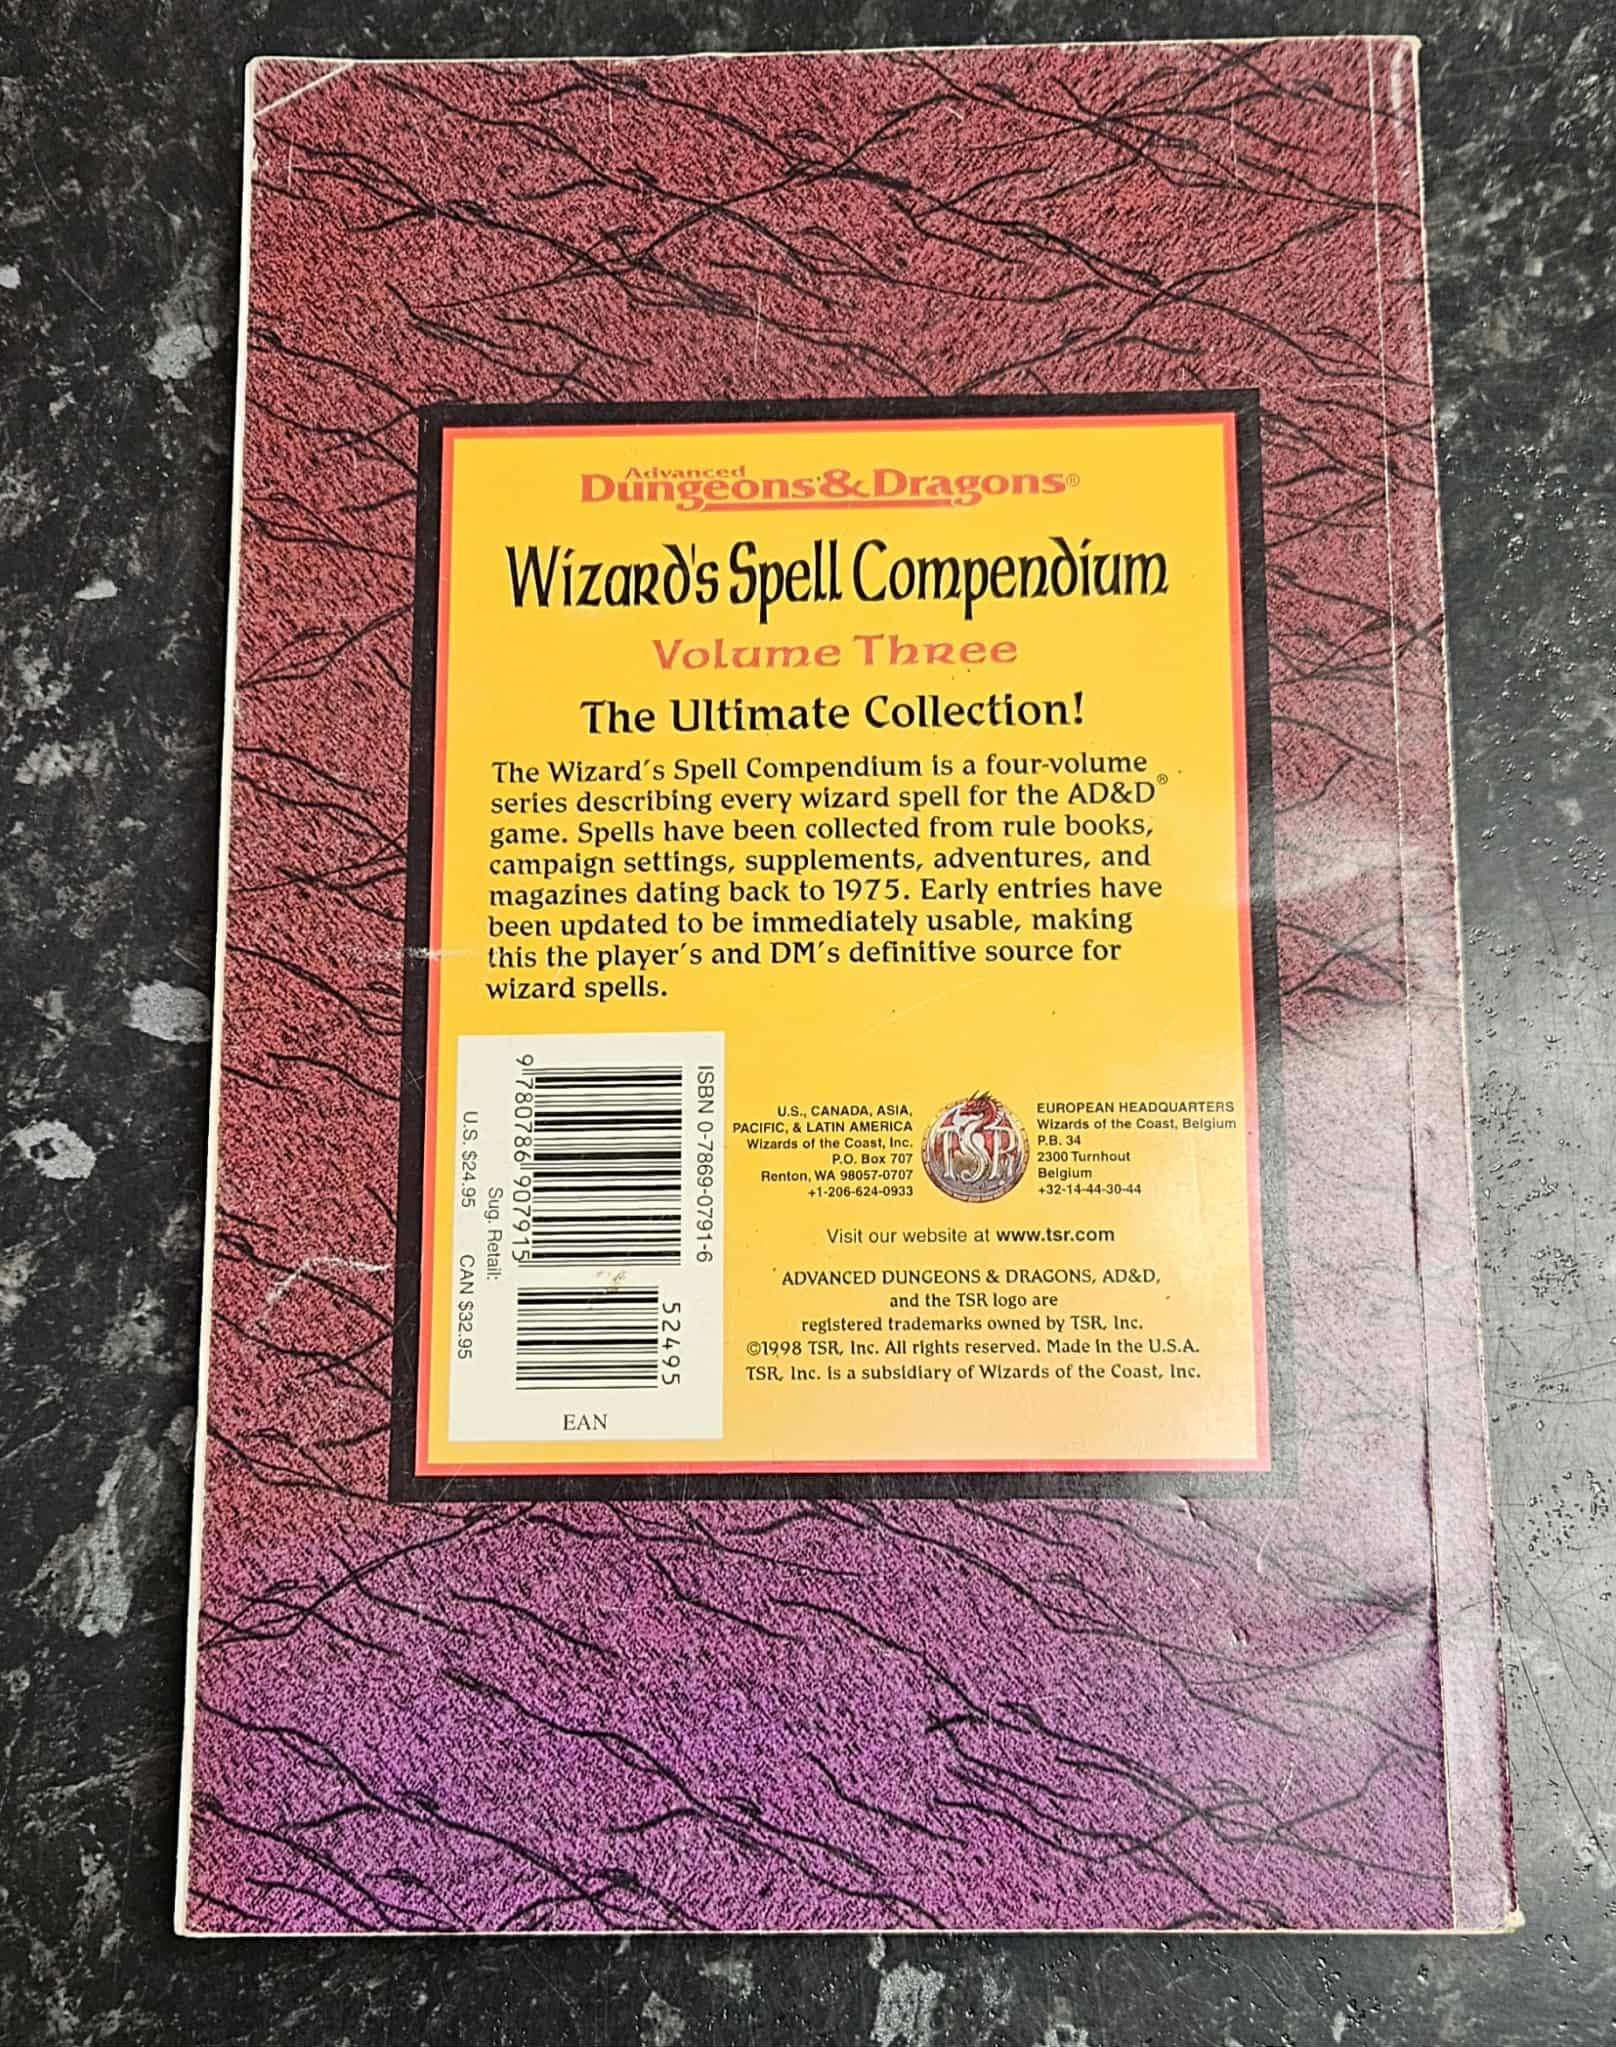 Advanced
Dungeons & Dragons®
Wizard's Spell Compendium
Volume Three
The Ultimate Collection!
The Wizard's Spell Compendium is a four-volume
series describing every wizard spell for the AD&D®
game. Spells have been collected from rule books,
campaign settings, supplements, adventures, and
magazines dating back to 1975. Early entries have
been updated to be immediately usable, making
this the player's and DM's definitive source for
wizard spells.
ISBN 0-7869-0791-6
9 780786 907915
52495
Sug. Retail:
U.S. $24.95 CAN $32.95
EAN
U.S., CANADA, ASIA,
PACIFIC, & LATIN AMERICA
Wizards of the Coast, Inc.
P.O. Box 707
Renton, WA 98057-0707
+1-206-624-0933
TSR
EUROPEAN HEADQUARTERS
Wizards of the Coast, Belgium
P.B. 34
2300 Turnhout
Belgium
+32-14-44-30-44
Visit our website at www.tsr.com
ADVANCED DUNGEONS & DRAGONS, AD&D,
and the TSR logo are
registered trademarks owned by TSR, Inc.
©1998 TSR, Inc. All rights reserved. Made in the U.S.A.
TSR, Inc. is a subsidiary of Wizards of the Coast, Inc.